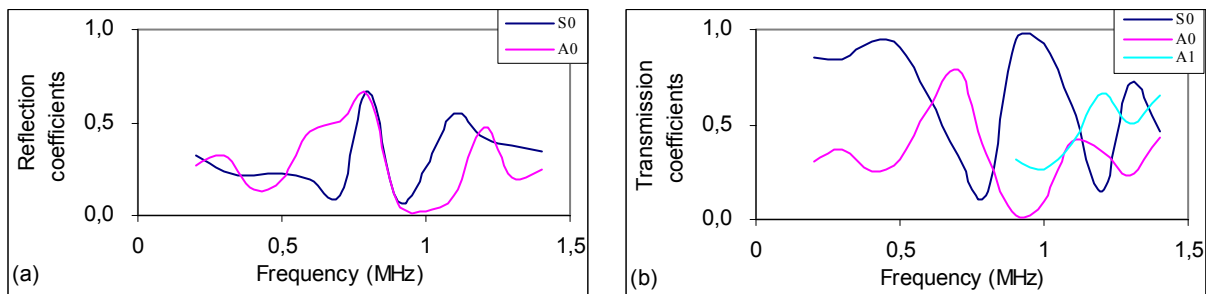 1,0
0,5
0,0
Reflection
coefficients
S0
A0
0
0,5
1
1,5
Frequency (MHz)
(a)
1,0
0,5
0,0
Transmission
coefficients
S0
A0
A1
0
0,5
1
1,5
Frequency (MHz)
(b)